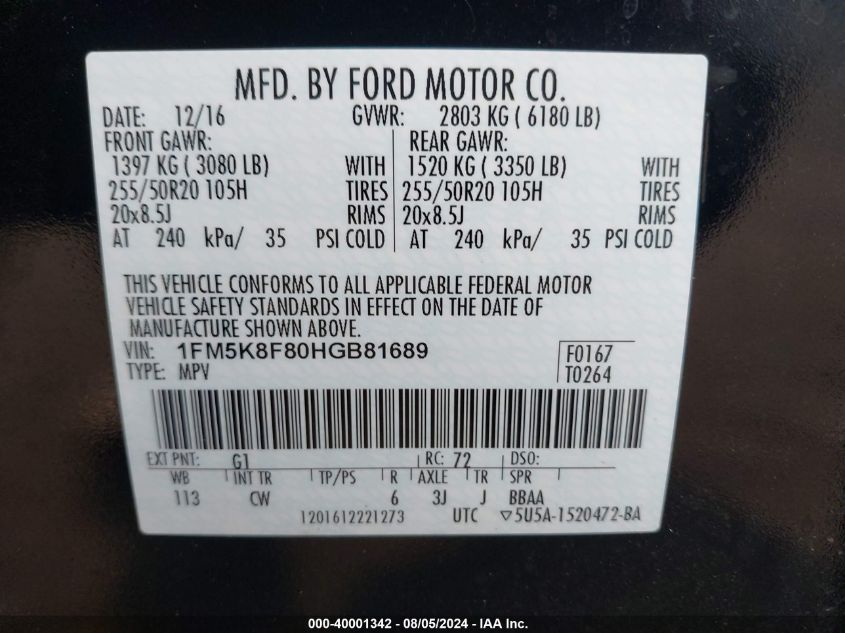 MFD. BY FORD MOTOR CO.
DATE: 12/16 GVWR: 2803 KG ( 6180 LB)
FRONT GAWR: REAR GAWR:
1397 KG ( 3080 LB) WITH 1520 KG ( 3350 LB) WITH
255/50R20 105H TIRES 255/50R20 105H TIRES
20x8.5J RIMS 20x8.5J RIMS
AT 240 kPa/ 35 PSI COLD AT 240 kPa/ 35 PSI COLD
THIS VEHICLE CONFORMS TO ALL APPLICABLE FEDERAL MOTOR
VEHICLE SAFETY STANDARDS IN EFFECT ON THE DATE OF
MANUFACTURE SHOWN ABOVE.
VIN: 1FM5K8F80HGB81689 F0167
TYPE: MPV T0264
EXT PNT: G1 RC: 72 DSO:
WB INT TR TP/PS R AXLE TR SPR
113 CW 6 3J J BBAA
1201612221273 UTC ▽5U5A-1520472-BA
000-40001342 - 08/05/2024 - IAA Inc.